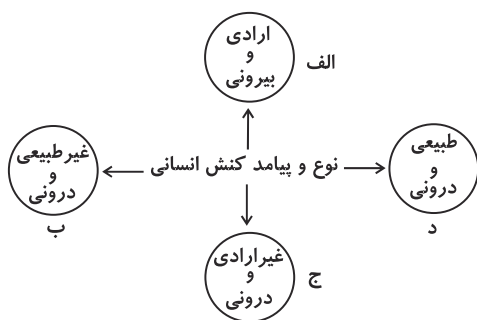 ارادی
و
بیرونی
الف
غیرطبیعی
و
درونی
ب
نوع و پیامد کنش انسانی
طبیعی
و
درونی
د
غیرارادی
و
درونی
ج